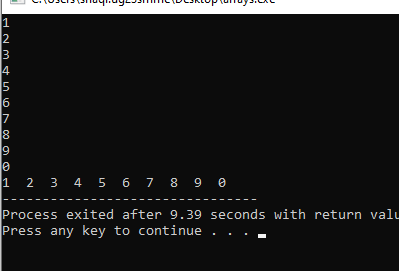 C:\Users\shaqi.ug23smme\Desktop\arrays.exe
1
2
3
4
5
6
7
8
9
0
1 2 3 4 5 6 7 8 9 0
--------------------------------
Process exited after 9.39 seconds with return valu
Press any key to continue . . .